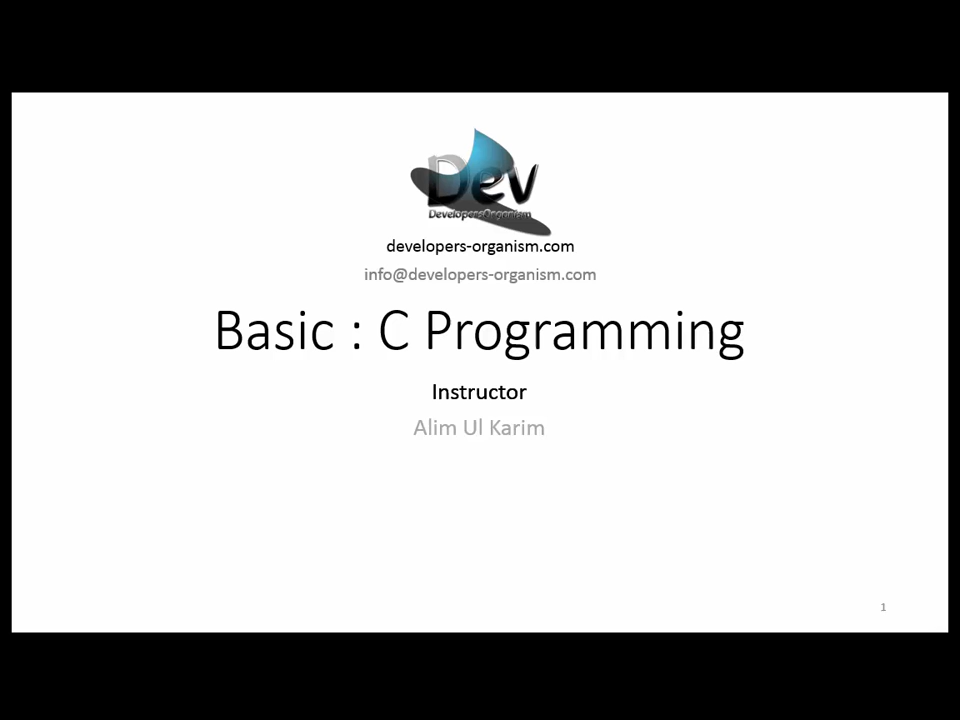 Dev
DevelopersOrganism
developers-organism.com
info@developers-organism.com
Basic : C Programming
Instructor
Alim Ul Karim
1